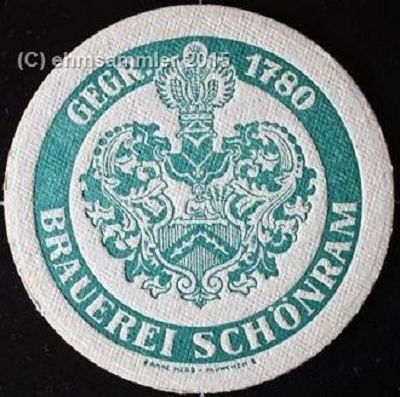 (C) ehmsammler 2015
GEGR. 1780
BRAUEREI SCHÖNRAM